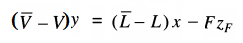 (V̅ − V)y = (L̅ − L)x − Fz_F